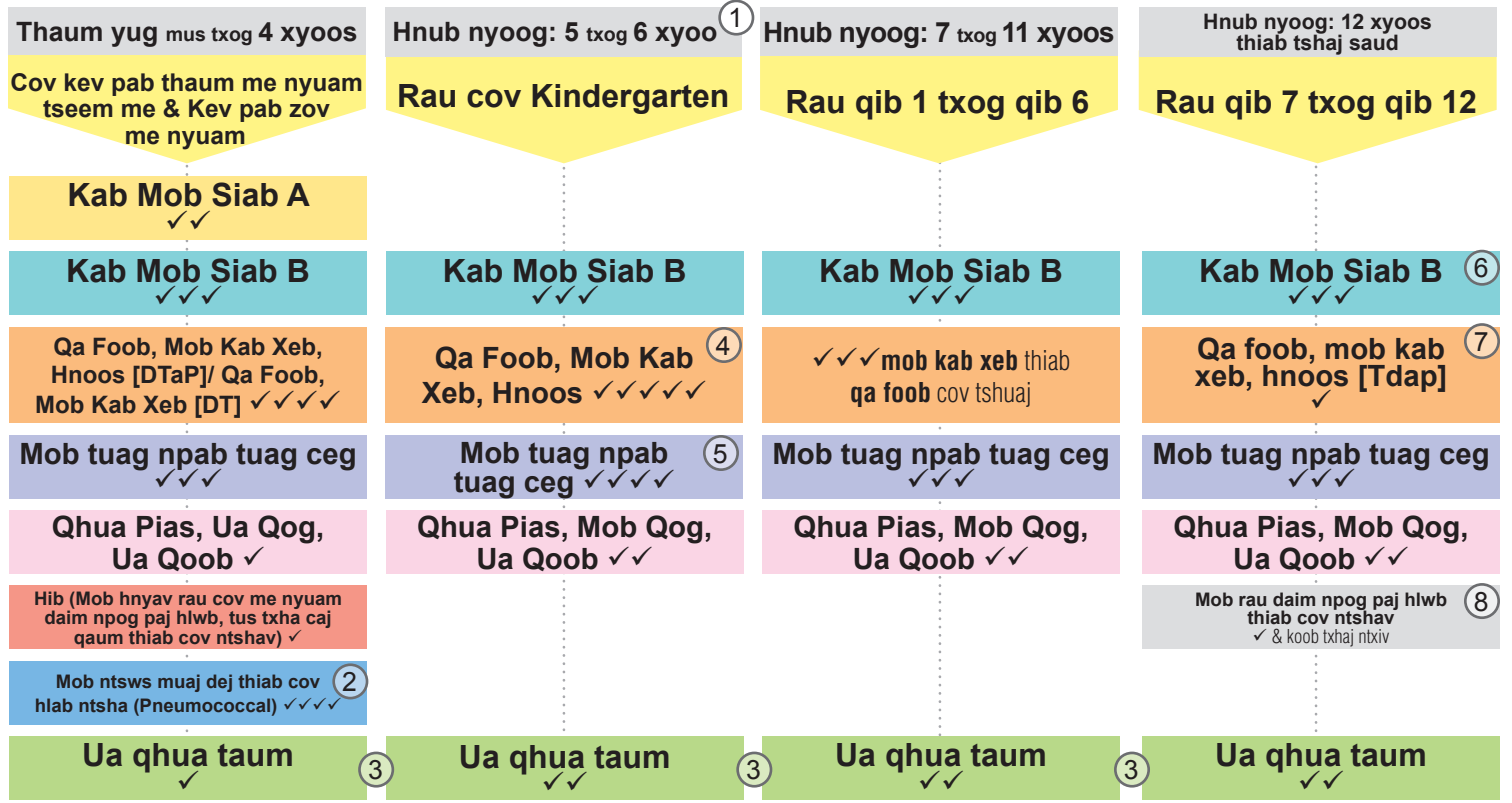 Thaum yug mus txog 4 xyoos
Cov kev pab thaum me nyuam
tseem me & Kev pab zov
me nyuam
Kab Mob Siab A
✓✓
Kab Mob Siab B
✓✓✓
Qa Foob, Mob Kab Xeb,
Hnoos [DTaP]/ Qa Foob,
Mob Kab Xeb [DT] ✓✓✓✓
Mob tuag npab tuag ceg
✓✓✓
Qhua Pias, Ua Qog,
Ua Qoob ✓
Hib (Mob hnyav rau cov me nyuam
daim npog paj hlwb, tus txha caj
qaum thiab cov ntshav) ✓
Mob ntsws muaj dej thiab cov
hlab ntsha (Pneumococcal) ✓✓✓✓
2
Ua qhua taum
✓
3
Hnub nyoog: 5 txog 6 xyoo
1
Rau cov Kindergarten
Kab Mob Siab B
✓✓✓
Qa Foob, Mob Kab
Xeb, Hnoos ✓✓✓✓✓
4
Mob tuag npab
tuag ceg ✓✓✓✓
5
Qhua Pias, Mob Qog,
Ua Qoob ✓✓
Ua qhua taum
✓✓
3
Hnub nyoog: 7 txog 11 xyoos
Rau qib 1 txog qib 6
Kab Mob Siab B
✓✓✓
✓✓✓mob kab xeb thiab
qa foob cov tshuaj
Mob tuag npab tuag ceg
✓✓✓
Qhua Pias, Mob Qog,
Ua Qoob ✓✓
Ua qhua taum
✓✓
3
Hnub nyoog: 12 xyoos
thiab tshaj saud
Rau qib 7 txog qib 12
Kab Mob Siab B
✓✓✓
6
Qa foob, mob kab
xeb, hnoos [Tdap]
✓
7
Mob tuag npab tuag ceg
✓✓✓
Qhua Pias, Mob Qog,
Ua Qoob ✓✓
Mob rau daim npog paj hlwb
thiab cov ntshav
✓ & koob txhaj ntxiv
8
Ua qhua taum
✓✓